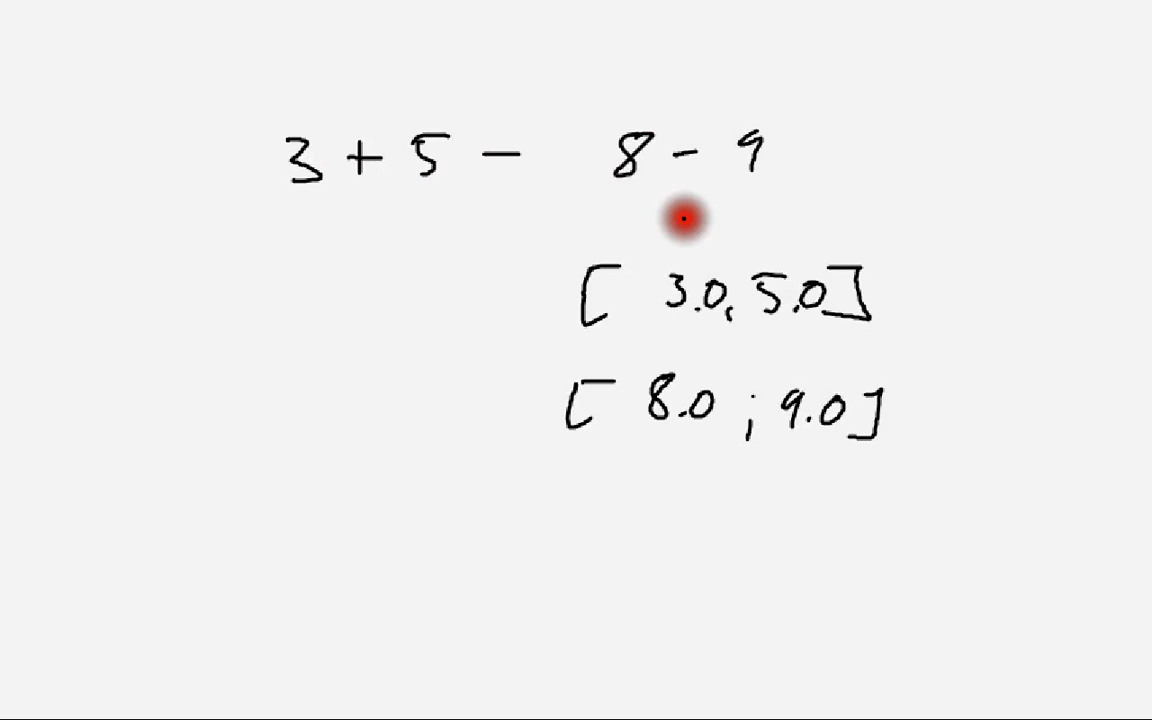 3 + 5 - 8 - 9
[ 3.0, 5.0]
[ 8.0 ; 9.0]